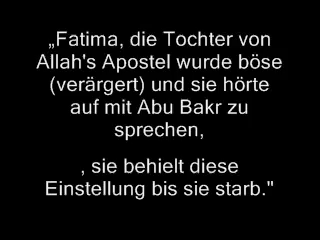 „Fatima, die Tochter von
Allah's Apostel wurde böse
(verärgert) und sie hörte
auf mit Abu Bakr zu
sprechen,
, sie behielt diese
Einstellung bis sie starb."